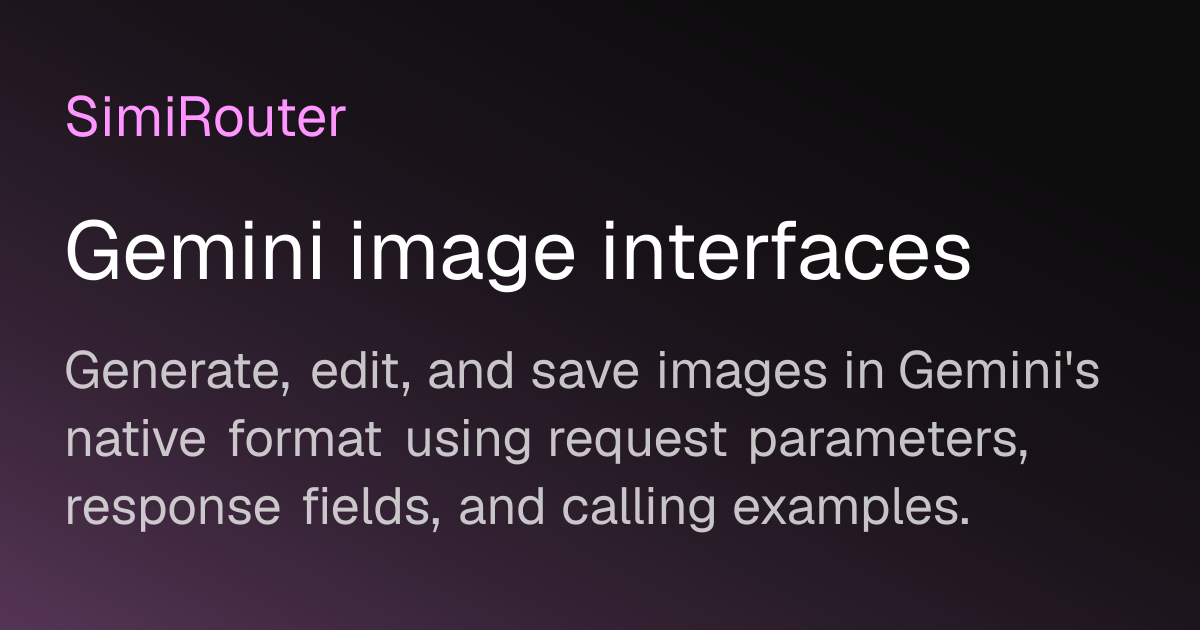 SimiRouter
Gemini image interfaces
Generate, edit, and save images in Gemini's
native format using request parameters,
response fields, and calling examples.